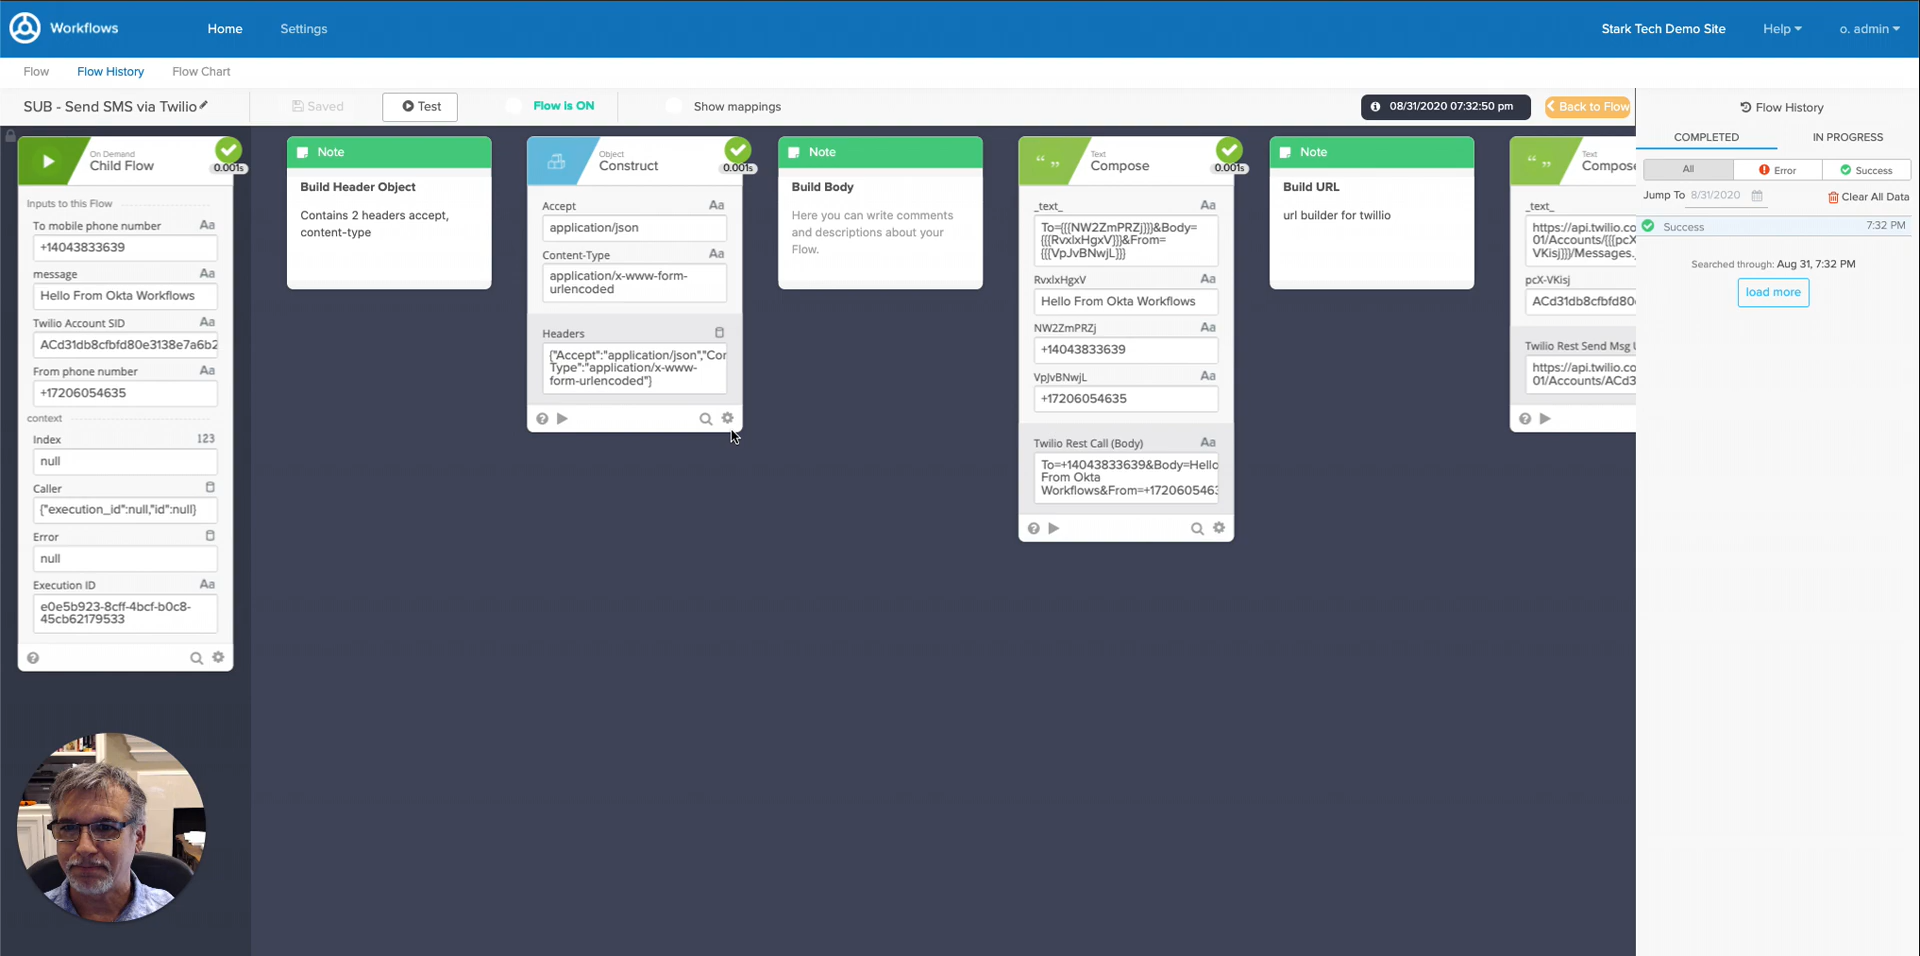 Workflows
Home
Settings
Stark Tech Demo Site
Help
o. admin
Flow
Flow History
Flow Chart
SUB - Send SMS via Twilio
Saved
Test
Flow is ON
Show mappings
08/31/2020 07:32:50 pm
Back to Flow
Flow History
COMPLETED
IN PROGRESS
All
Error
Success
Jump To 8/31/2020
Clear All Data
Success
7:32 PM
Searched through: Aug 31, 7:32 PM
load more
On Demand
Child Flow
0.001s
Inputs to this Flow
To mobile phone number Aa
+14043833639
message Aa
Hello From Okta Workflows
Twilio Account SID Aa
ACd31db8cfbfd80e3138e7a6b2
From phone number Aa
+17206054635
context
Index 123
null
Caller
{"execution_id":null,"id":null}
Error
null
Execution ID Aa
e0e5b923-8cff-4bcf-b0c8-
45cb62179533
Note
Build Header Object
Contains 2 headers accept,
content-type
Object
Construct
0.001s
Accept Aa
application/json
Content-Type Aa
application/x-www-form-
urlencoded
Headers
{"Accept":"application/json","Cor
Type":"application/x-www-
form-urlencoded"}
Note
Build Body
Here you can write comments
and descriptions about your
Flow.
Text
Compose
0.001s
_text_ Aa
To={{{NW2ZmPRZj}}}&Body=
{{{RvxlxHgxV}}}&From=
{{{VpJvBNwjL}}}
RvxlxHgxV Aa
Hello From Okta Workflows
NW2ZmPRZj Aa
+14043833639
VpJvBNwjL Aa
+17206054635
Twilio Rest Call (Body) Aa
To=+14043833639&Body=Hello
From Okta
Workflows&From=+1720605463
Note
Build URL
url builder for twillio
Text
Compose
_text_
https://api.twilio.co
01/Accounts/{{{pcX
VKisj}}}/Messages.
pcX-VKisj
ACd31db8cfbfd80
Twilio Rest Send Msg U
https://api.twilio.co
01/Accounts/ACd3